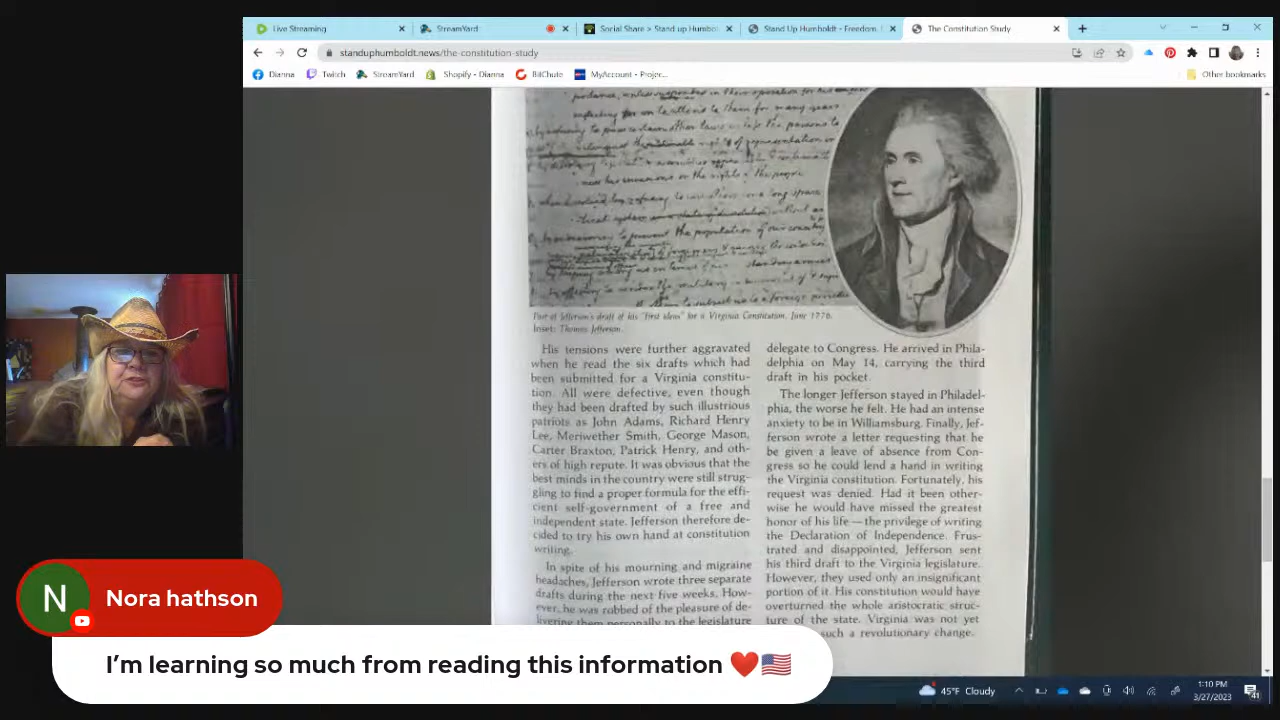 Live Streaming
StreamYard
Social Share > Stand up Humbol
Stand Up Humboldt - Freedom,
The Constitution Study
standuphumboldt.news/the-constitution-study
Dianna
Twitch
StreamYard
Shopify - Dianna
BitChute
MyAccount - Projec...
Other bookmarks
to prevent the population of our country
Part of Jefferson's draft of his "first ideas" for a Virginia Constitution, June 1776.
Inset: Thomas Jefferson.
His tensions were further aggravated
when he read the six drafts which had
been submitted for a Virginia constitu-
tion. All were defective, even though
they had been drafted by such illustrious
patriots as John Adams, Richard Henry
Lee, Meriwether Smith, George Mason,
Carter Braxton, Patrick Henry, and oth-
ers of high repute. It was obvious that the
best minds in the country were still strug-
gling to find a proper formula for the effi-
cient self-government of a free and
independent state. Jefferson therefore de-
cided to try his own hand at constitution
writing.
In spite of his mourning and migraine
headaches, Jefferson wrote three separate
drafts during the next five weeks. How-
ever, he was robbed of the pleasure of de-
livering them personally to the legislature
delegate to Congress. He arrived in Phila-
delphia on May 14, carrying the third
draft in his pocket.
The longer Jefferson stayed in Philadel-
phia, the worse he felt. He had an intense
anxiety to be in Williamsburg. Finally, Jef-
ferson wrote a letter requesting that he
be given a leave of absence from Con-
gress so he could lend a hand in writing
the Virginia constitution. Fortunately, his
request was denied. Had it been other-
wise he would have missed the greatest
honor of his life — the privilege of writing
the Declaration of Independence. Frus-
trated and disappointed, Jefferson sent
his third draft to the Virginia legislature.
However, they used only an insignificant
portion of it. His constitution would have
overturned the whole aristocratic struc-
ture of the state. Virginia was not yet
such a revolutionary change.
N
Nora hathson
I'm learning so much from reading this information ❤️🇺🇸
45°F Cloudy
1:10 PM
3/27/2023
41